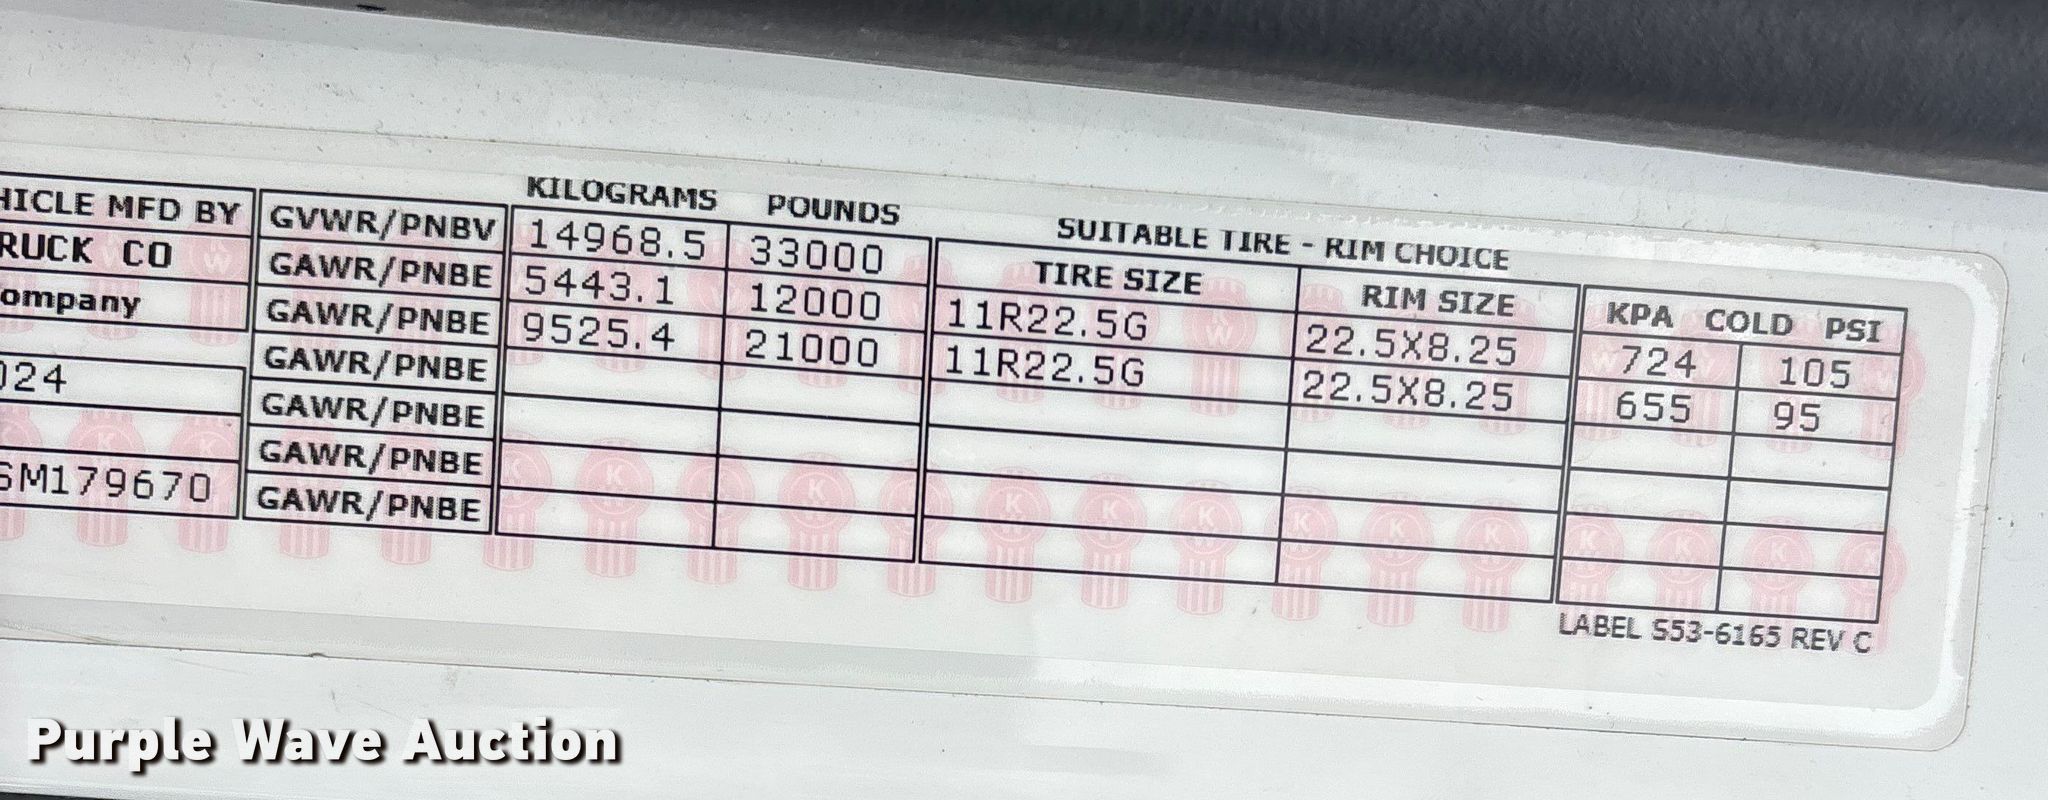 KILOGRAMS POUNDS
SUITABLE TIRE - RIM CHOICE
HICLE MFD BY GVWR/PNBV 14968.5 33000 TIRE SIZE RIM SIZE KPA COLD PSI
RUCK CO GAWR/PNBE 5443.1 12000 11R22.5G 22.5X8.25 724 105
ompany GAWR/PNBE 9525.4 21000 11R22.5G 22.5X8.25 655 95
GAWR/PNBE
024 GAWR/PNBE
GAWR/PNBE
SM179670 GAWR/PNBE
LABEL S53-6165 REV C
Purple Wave Auction